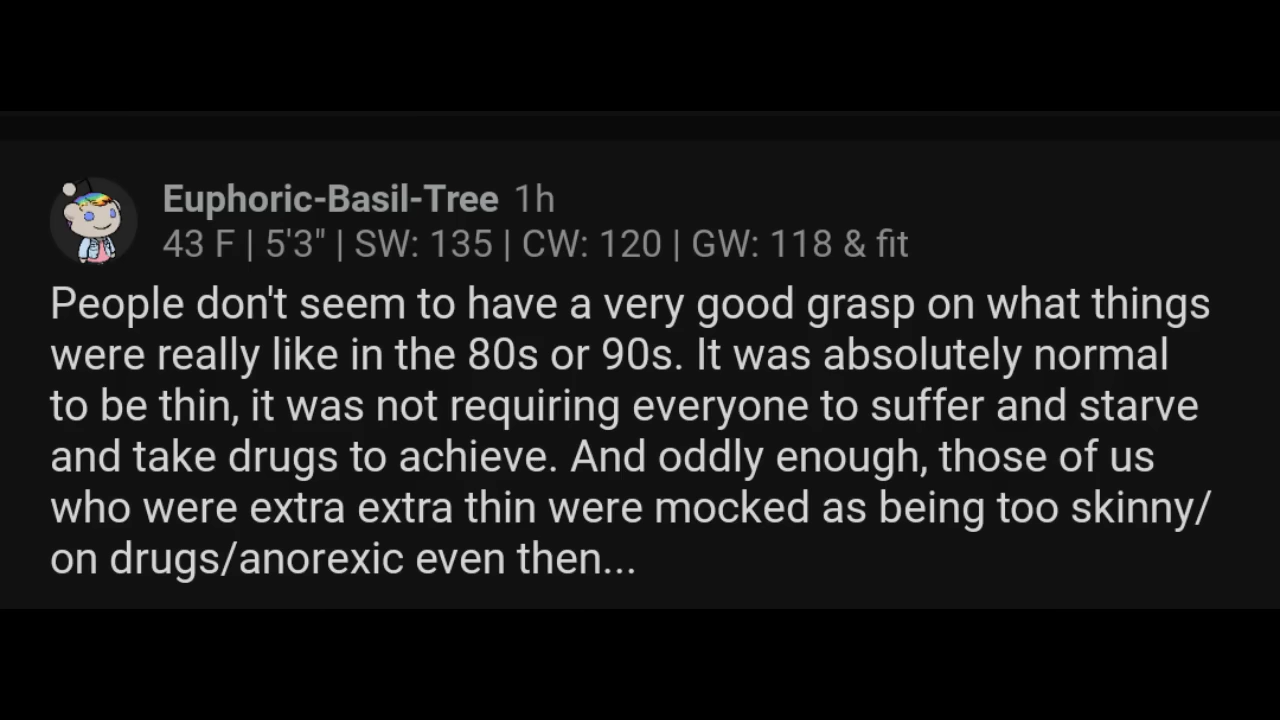 Euphoric-Basil-Tree 1h
43 F | 5'3" | SW: 135 | CW: 120 | GW: 118 & fit
People don't seem to have a very good grasp on what things
were really like in the 80s or 90s. It was absolutely normal
to be thin, it was not requiring everyone to suffer and starve
and take drugs to achieve. And oddly enough, those of us
who were extra extra thin were mocked as being too skinny/
on drugs/anorexic even then...